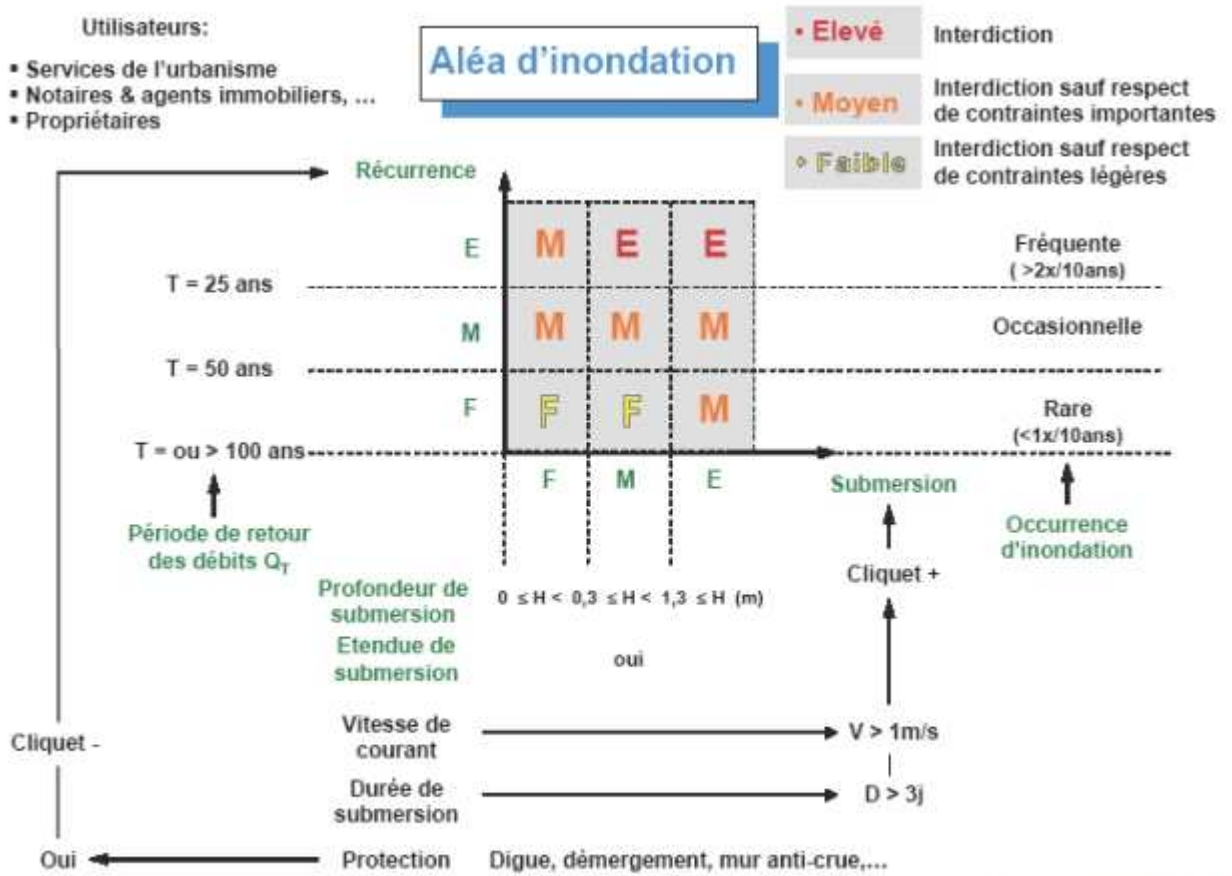 Utilisateurs:
▪ Services de l'urbanisme
▪ Notaires & agents immobiliers, ...
▪ Propriétaires
Aléa d'inondation
• Elevé
Interdiction
• Moyen
Interdiction sauf respect
de contraintes importantes
• Faible
Interdiction sauf respect
de contraintes légères
Récurrence
E M E E
Fréquente
( >2x/10ans)
T = 25 ans
M M M M
Occasionnelle
T = 50 ans
F F F M
Rare
(<1x/10ans)
T = ou > 100 ans
F M E
Submersion
Période de retour
des débits QT
Occurrence
d'inondation
Cliquet +
Profondeur de
submersion
0 ≤ H < 0,3 ≤ H < 1,3 ≤ H (m)
Etendue de
submersion
oui
Cliquet -
Vitesse de
courant
V > 1m/s
Durée de
submersion
D > 3j
Oui
Protection
Digue, démergement, mur anti-crue,...